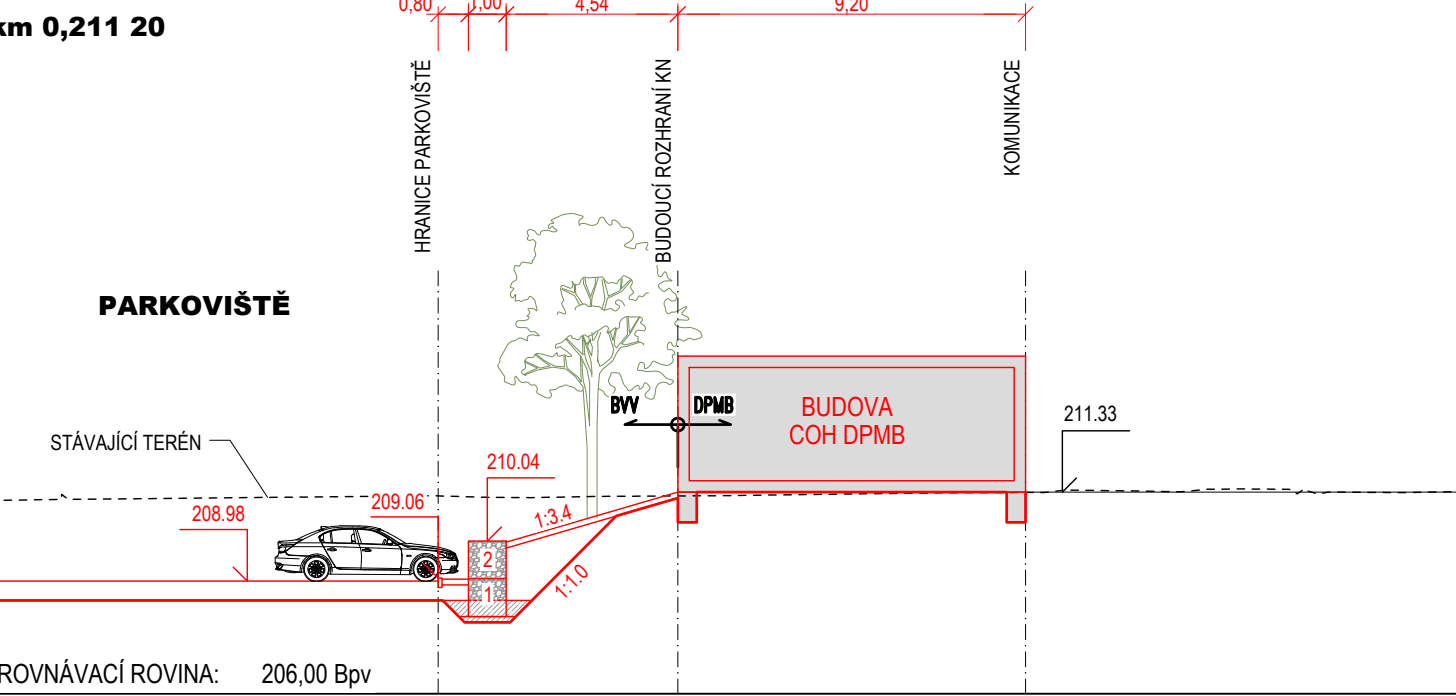 0,80 1,00 4,54 9,20
km 0,211 20
HRANICE PARKOVIŠTĚ
BUDOUCÍ ROZHRANÍ KN
KOMUNIKACE
PARKOVIŠTĚ
BVV DPMB
BUDOVA
COH DPMB
211.33
STÁVAJÍCÍ TERÉN
210.04
209.06
208.98
1:3.4
2
1:1.0
1
ROVNÁVACÍ ROVINA: 206,00 Bpv